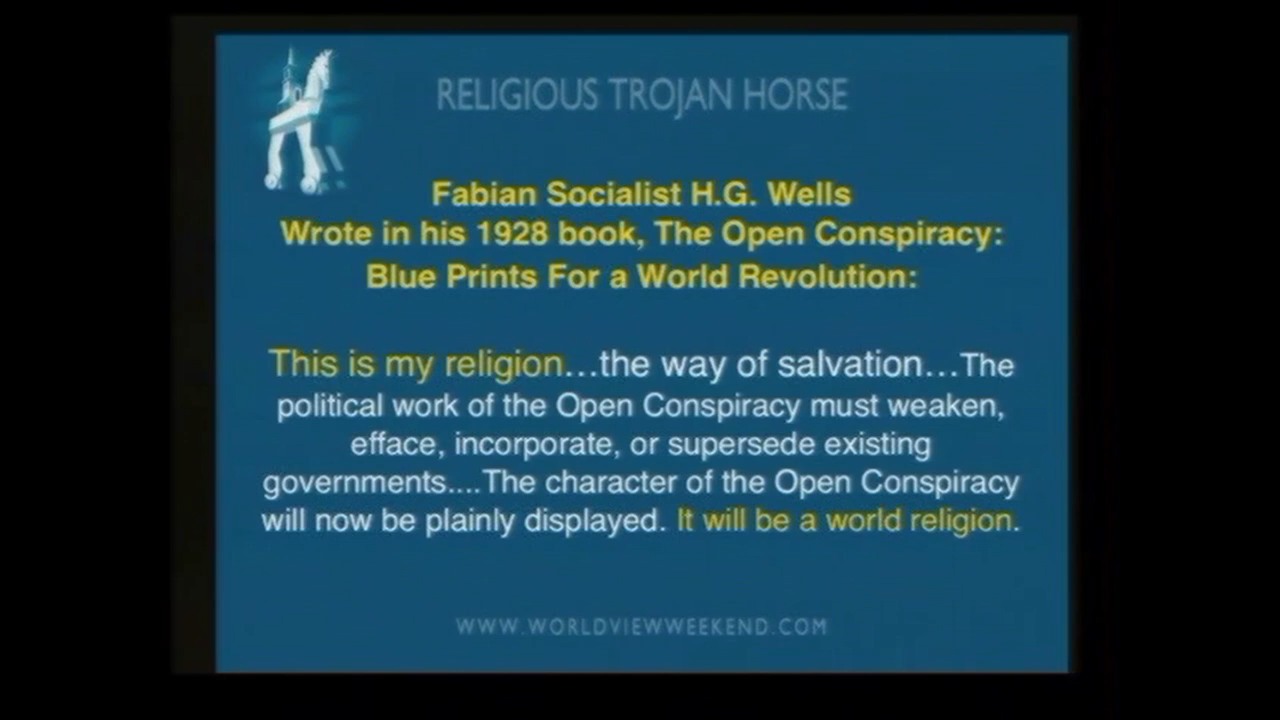 RELIGIOUS TROJAN HORSE
Fabian Socialist H.G. Wells
Wrote in his 1928 book, The Open Conspiracy:
Blue Prints For a World Revolution:
This is my religion…the way of salvation…The
political work of the Open Conspiracy must weaken,
efface, incorporate, or supersede existing
governments....The character of the Open Conspiracy
will now be plainly displayed. It will be a world religion.
WWW.WORLDVIEWWEEKEND.COM